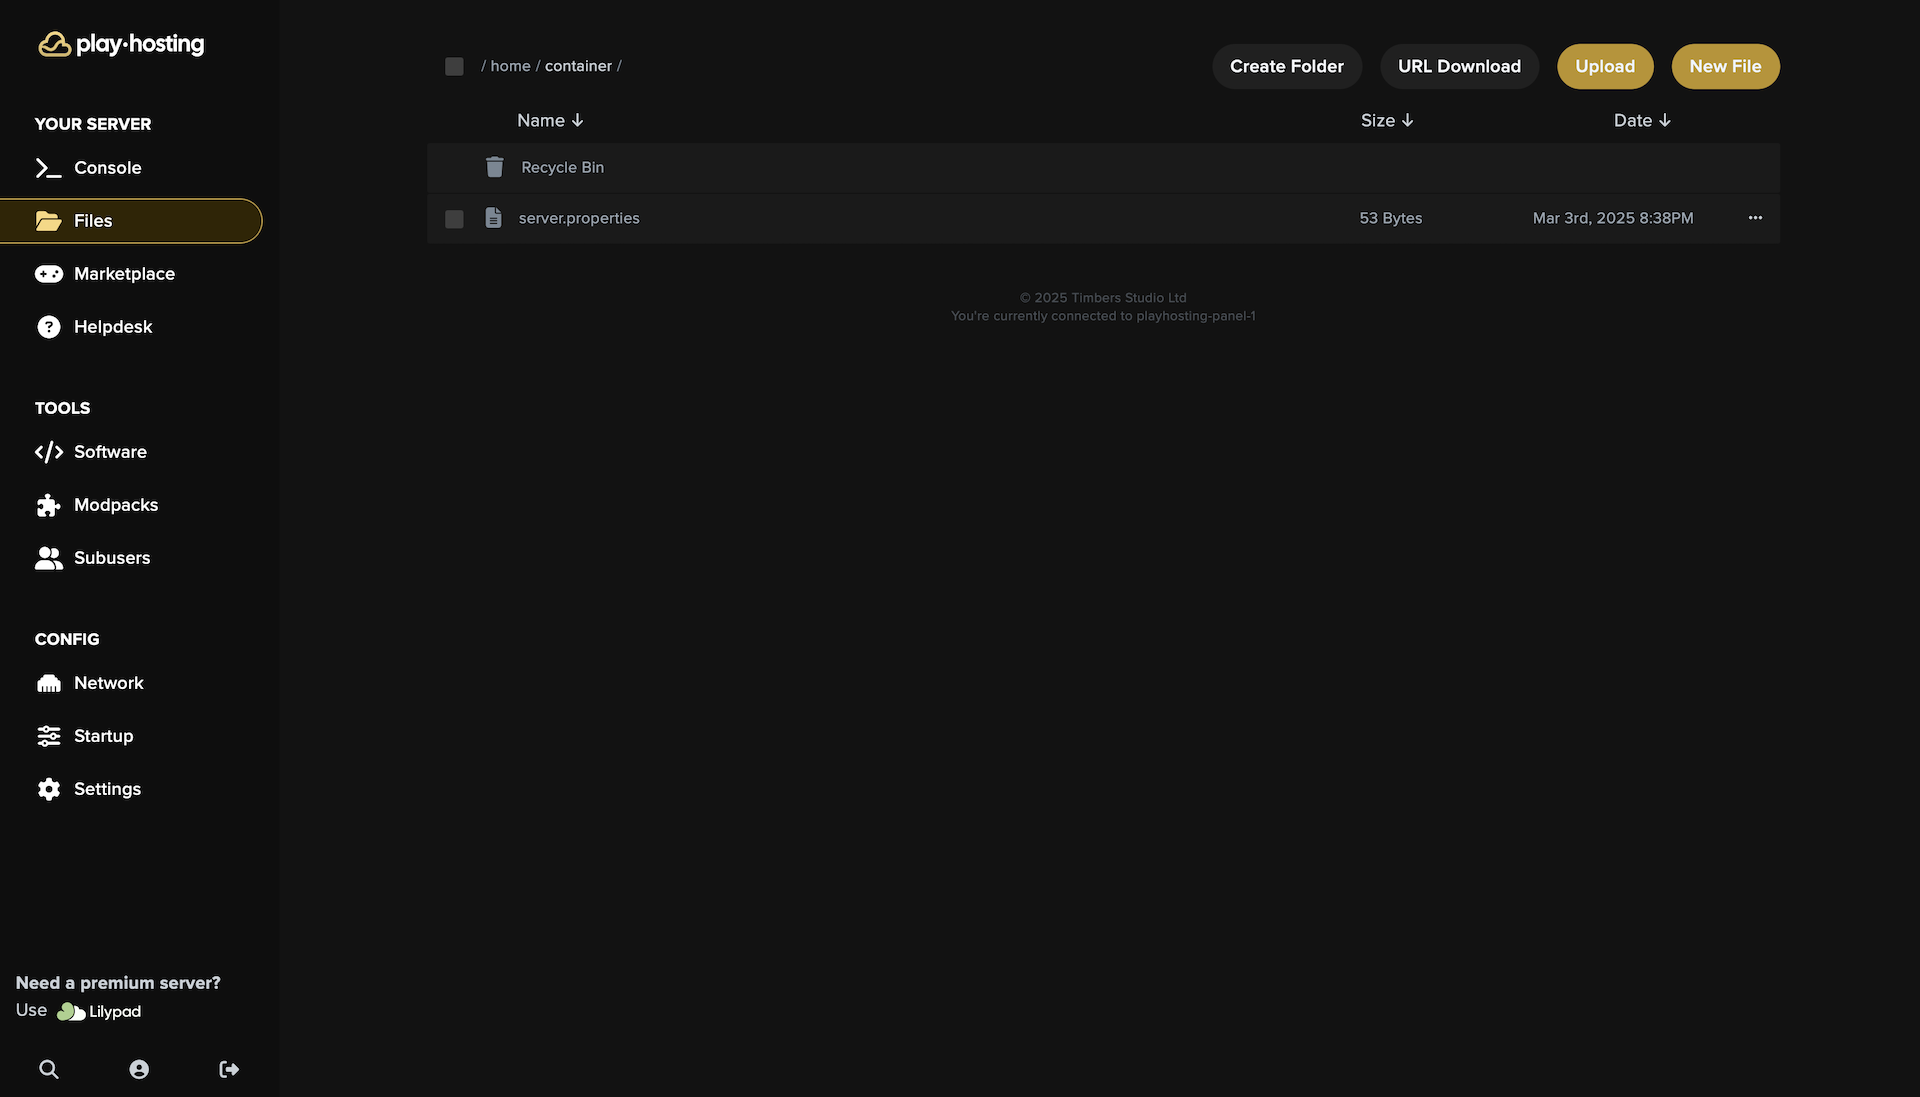 play·hosting
YOUR SERVER
Console
Files
Marketplace
Helpdesk
TOOLS
Software
Modpacks
Subusers
CONFIG
Network
Startup
Settings
Need a premium server?
Use Lilypad
/ home / container /
Create Folder
URL Download
Upload
New File
Name ↓ Size ↓ Date ↓
Recycle Bin
server.properties 53 Bytes Mar 3rd, 2025 8:38PM
© 2025 Timbers Studio Ltd
You're currently connected to playhosting-panel-1